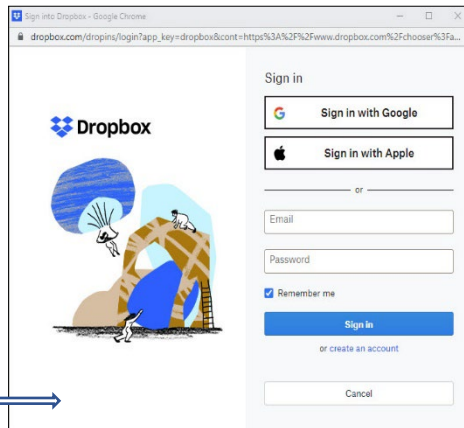 Sign into Dropbox - Google Chrome
dropbox.com/dropins/login?app_key=dropbox&cont=https%3A%2F%2Fwww.dropbox.com%2Fchooser%3Fa...
Dropbox
Sign in
Sign in with Google
Sign in with Apple
or
Email
Password
Remember me
Sign in
or create an account
Cancel